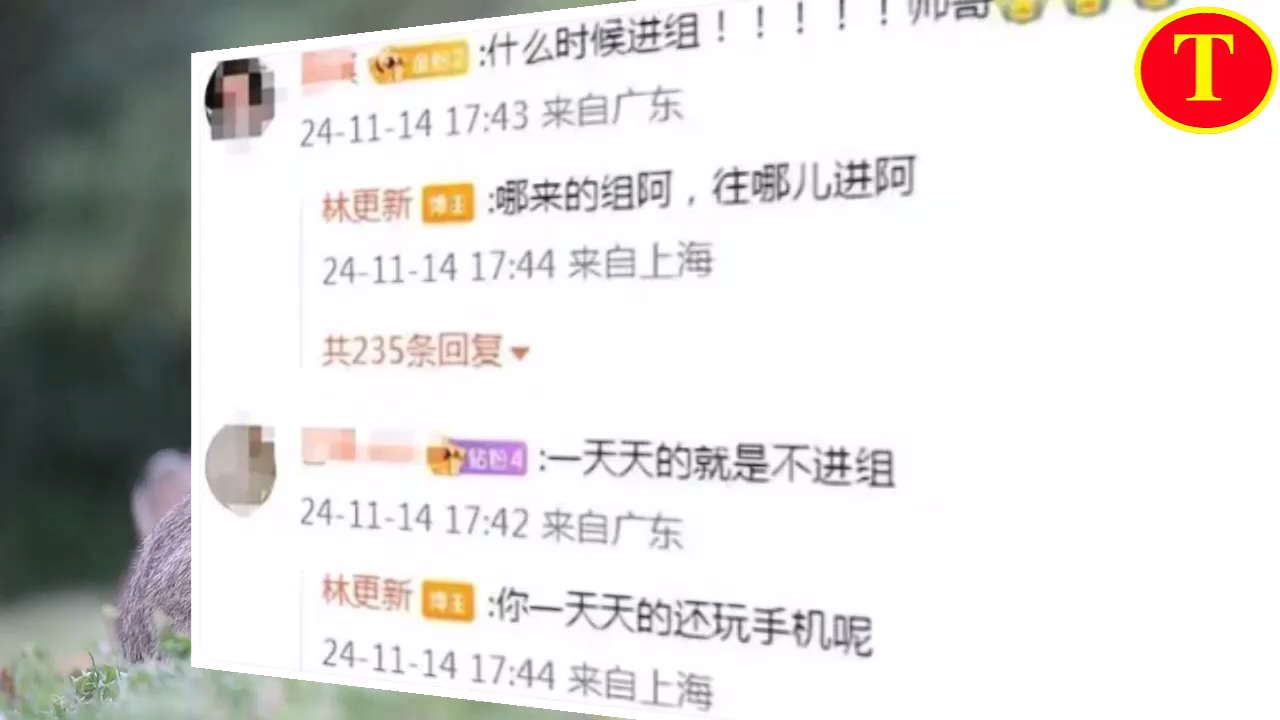 T
:什么时候进组！！！！！帅哥
24-11-14 17:43 来自广东
林更新 博主 :哪来的组阿，往哪儿进阿
24-11-14 17:44 来自上海
共235条回复
钻粉4 :一天天的就是不进组
24-11-14 17:42 来自广东
林更新 博主 :你一天天的还玩手机呢
24-11-14 17:44 来自上海